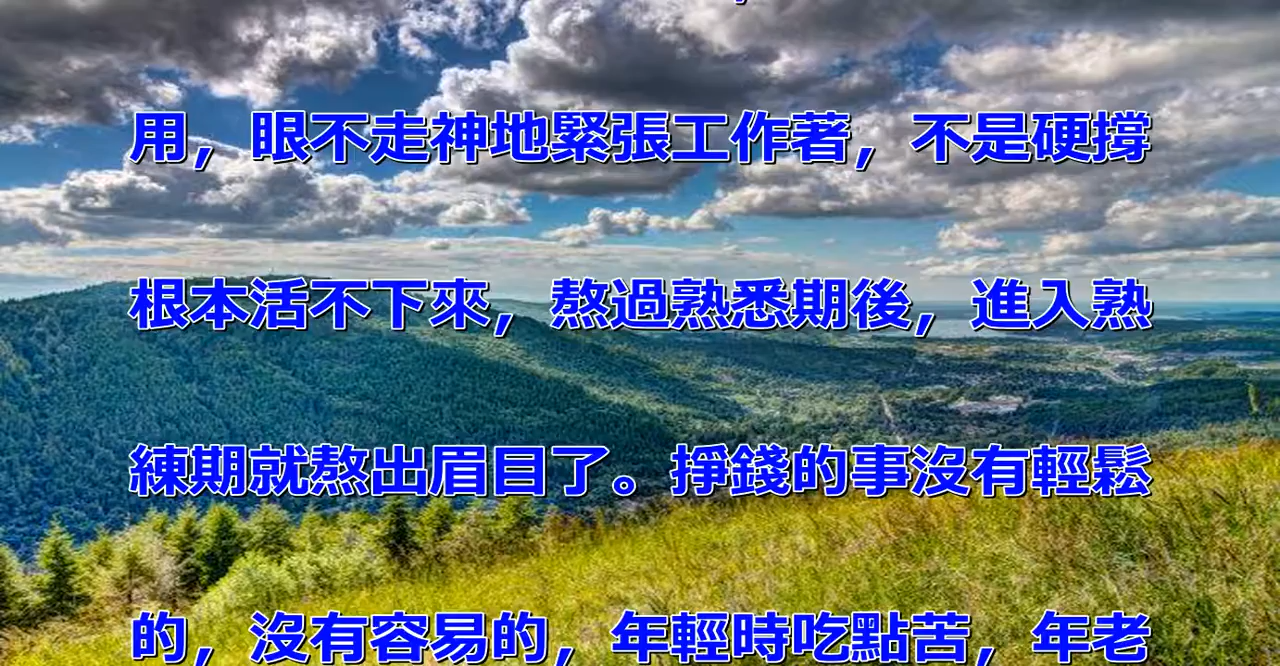 用，眼不走神地緊張工作著，不是硬撐
根本活不下來，熬過熟悉期後，進入熟
練期就熬出眉目了。掙錢的事沒有輕鬆
的，沒有容易的，年輕時吃點苦，年老